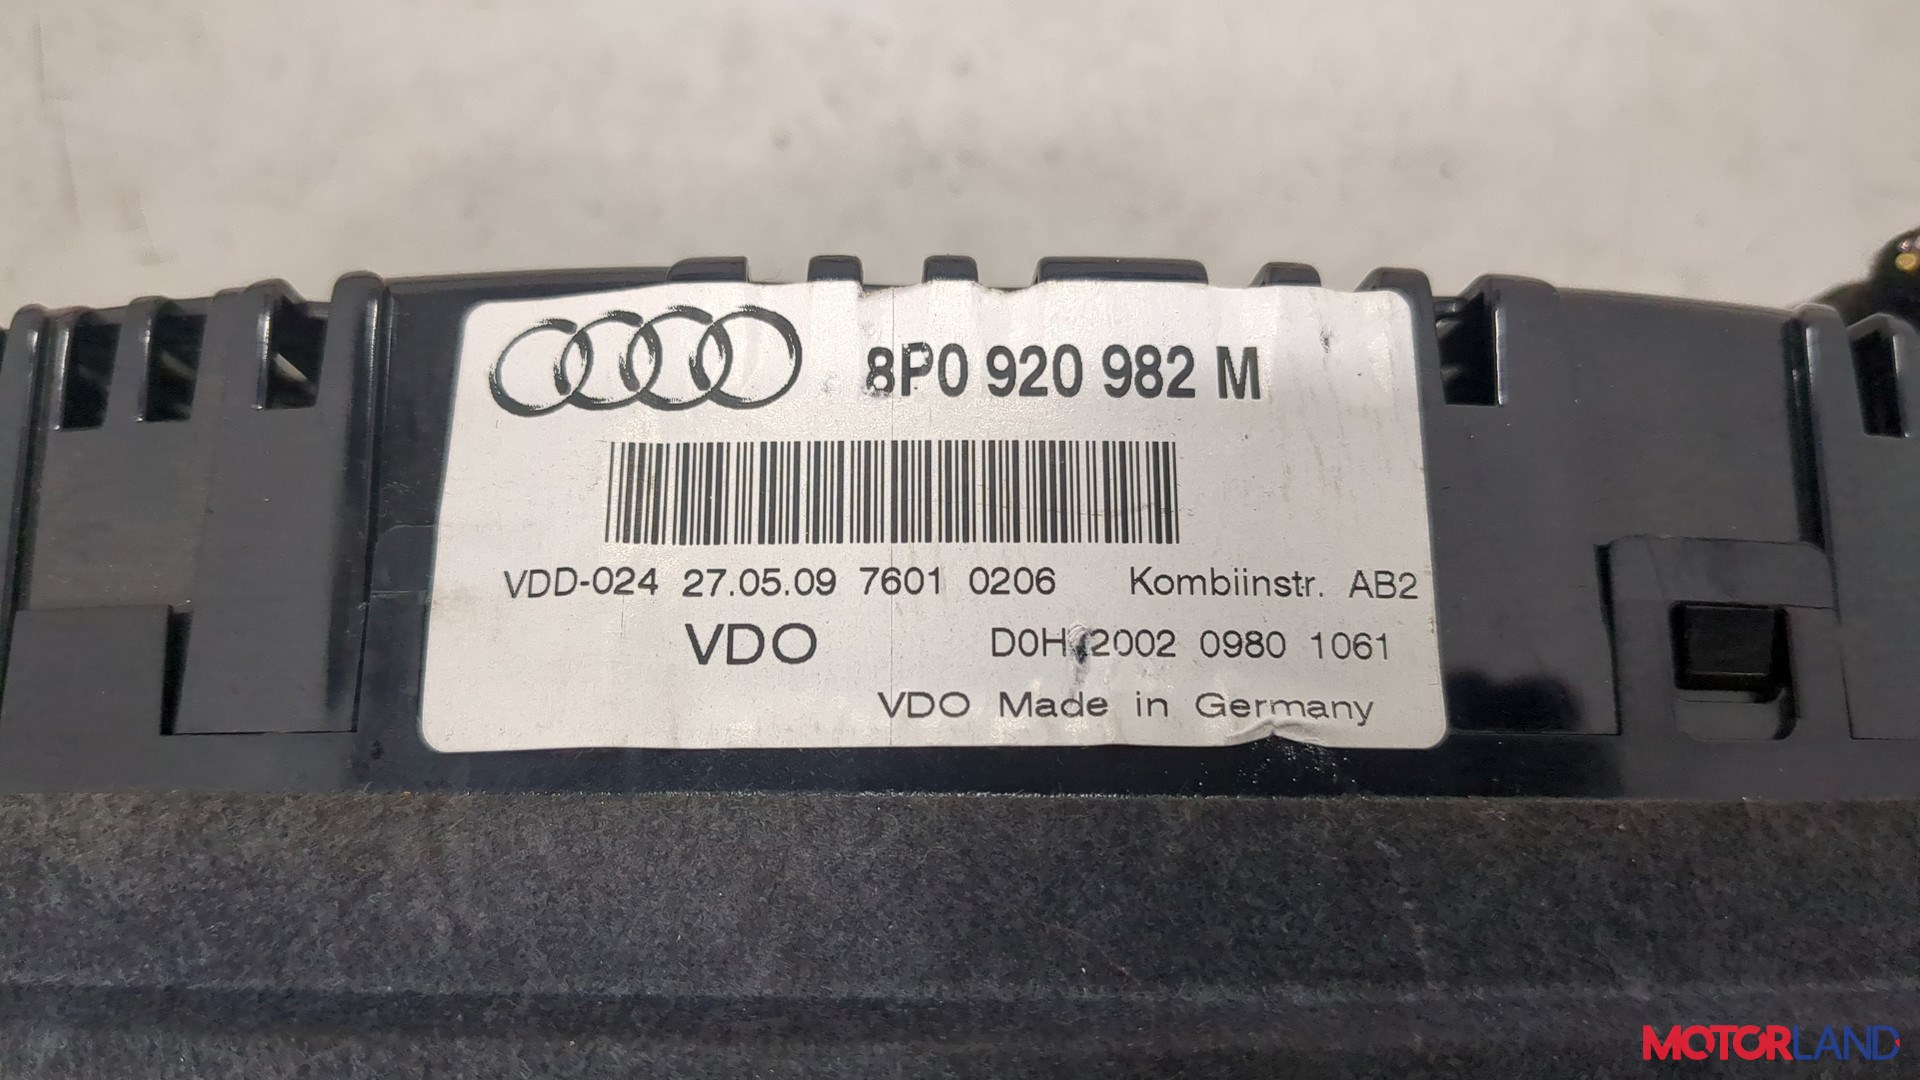 8P0 920 982 M
VDD-024 27.05.09 7601 0206 Kombiinstr. AB2
VDO D0H 2002 0980 1061
VDO Made in Germany
MOTORLAND